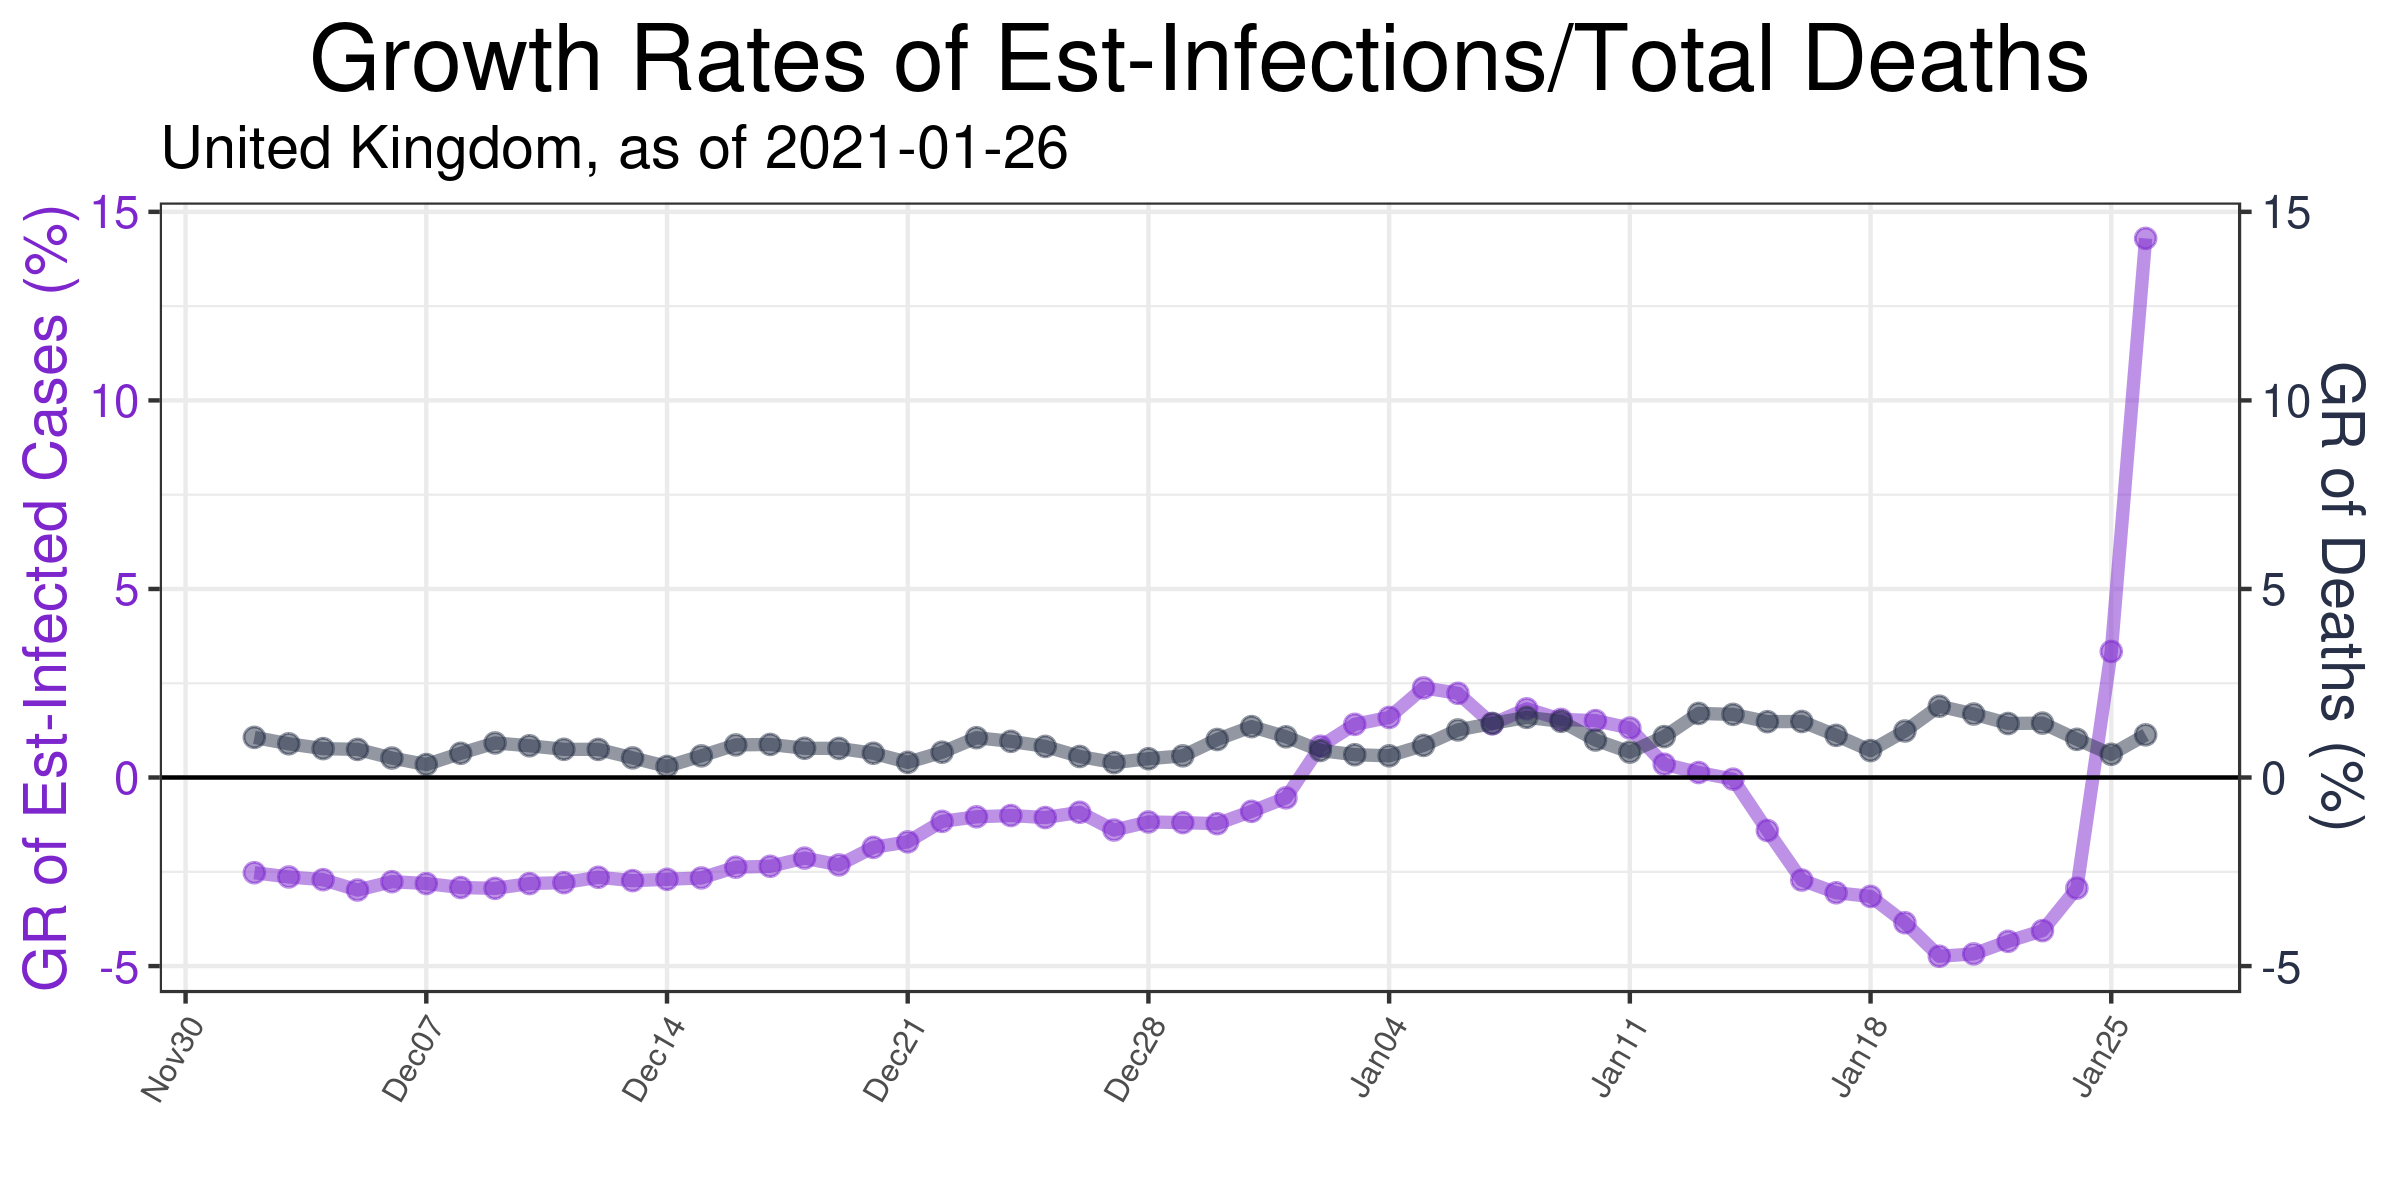 Growth Rates of Est-Infections/Total Deaths
United Kingdom, as of 2021-01-26
GR of Est-Infected Cases (%)
15
10
5
0
-5
15
10
5
0
-5
GR of Deaths (%)
Nov30
Dec07
Dec14
Dec21
Dec28
Jan04
Jan11
Jan18
Jan25